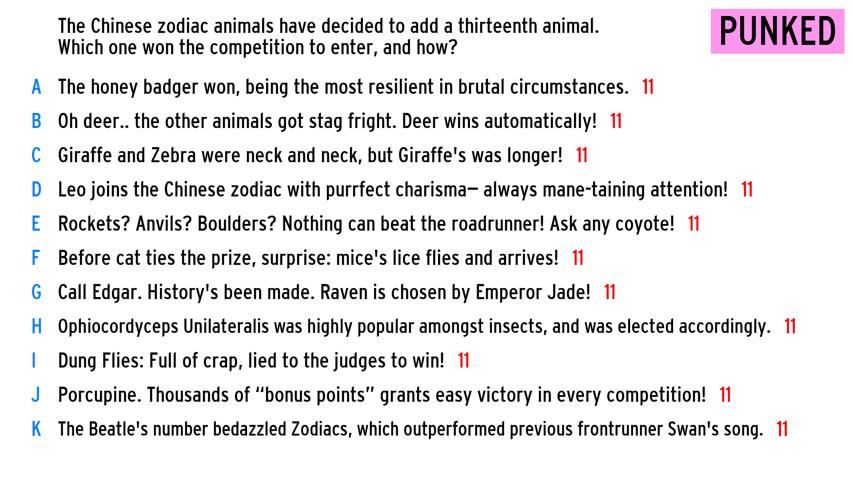 The Chinese zodiac animals have decided to add a thirteenth animal.
Which one won the competition to enter, and how?
PUNKED
A The honey badger won, being the most resilient in brutal circumstances. 11
B Oh deer.. the other animals got stag fright. Deer wins automatically! 11
C Giraffe and Zebra were neck and neck, but Giraffe's was longer! 11
D Leo joins the Chinese zodiac with purrfect charisma— always mane-taining attention! 11
E Rockets? Anvils? Boulders? Nothing can beat the roadrunner! Ask any coyote! 11
F Before cat ties the prize, surprise: mice's lice flies and arrives! 11
G Call Edgar. History's been made. Raven is chosen by Emperor Jade! 11
H Ophiocordyceps Unilateralis was highly popular amongst insects, and was elected accordingly. 11
I Dung Flies: Full of crap, lied to the judges to win! 11
J Porcupine. Thousands of “bonus points” grants easy victory in every competition! 11
K The Beatle's number bedazzled Zodiacs, which outperformed previous frontrunner Swan's song. 11